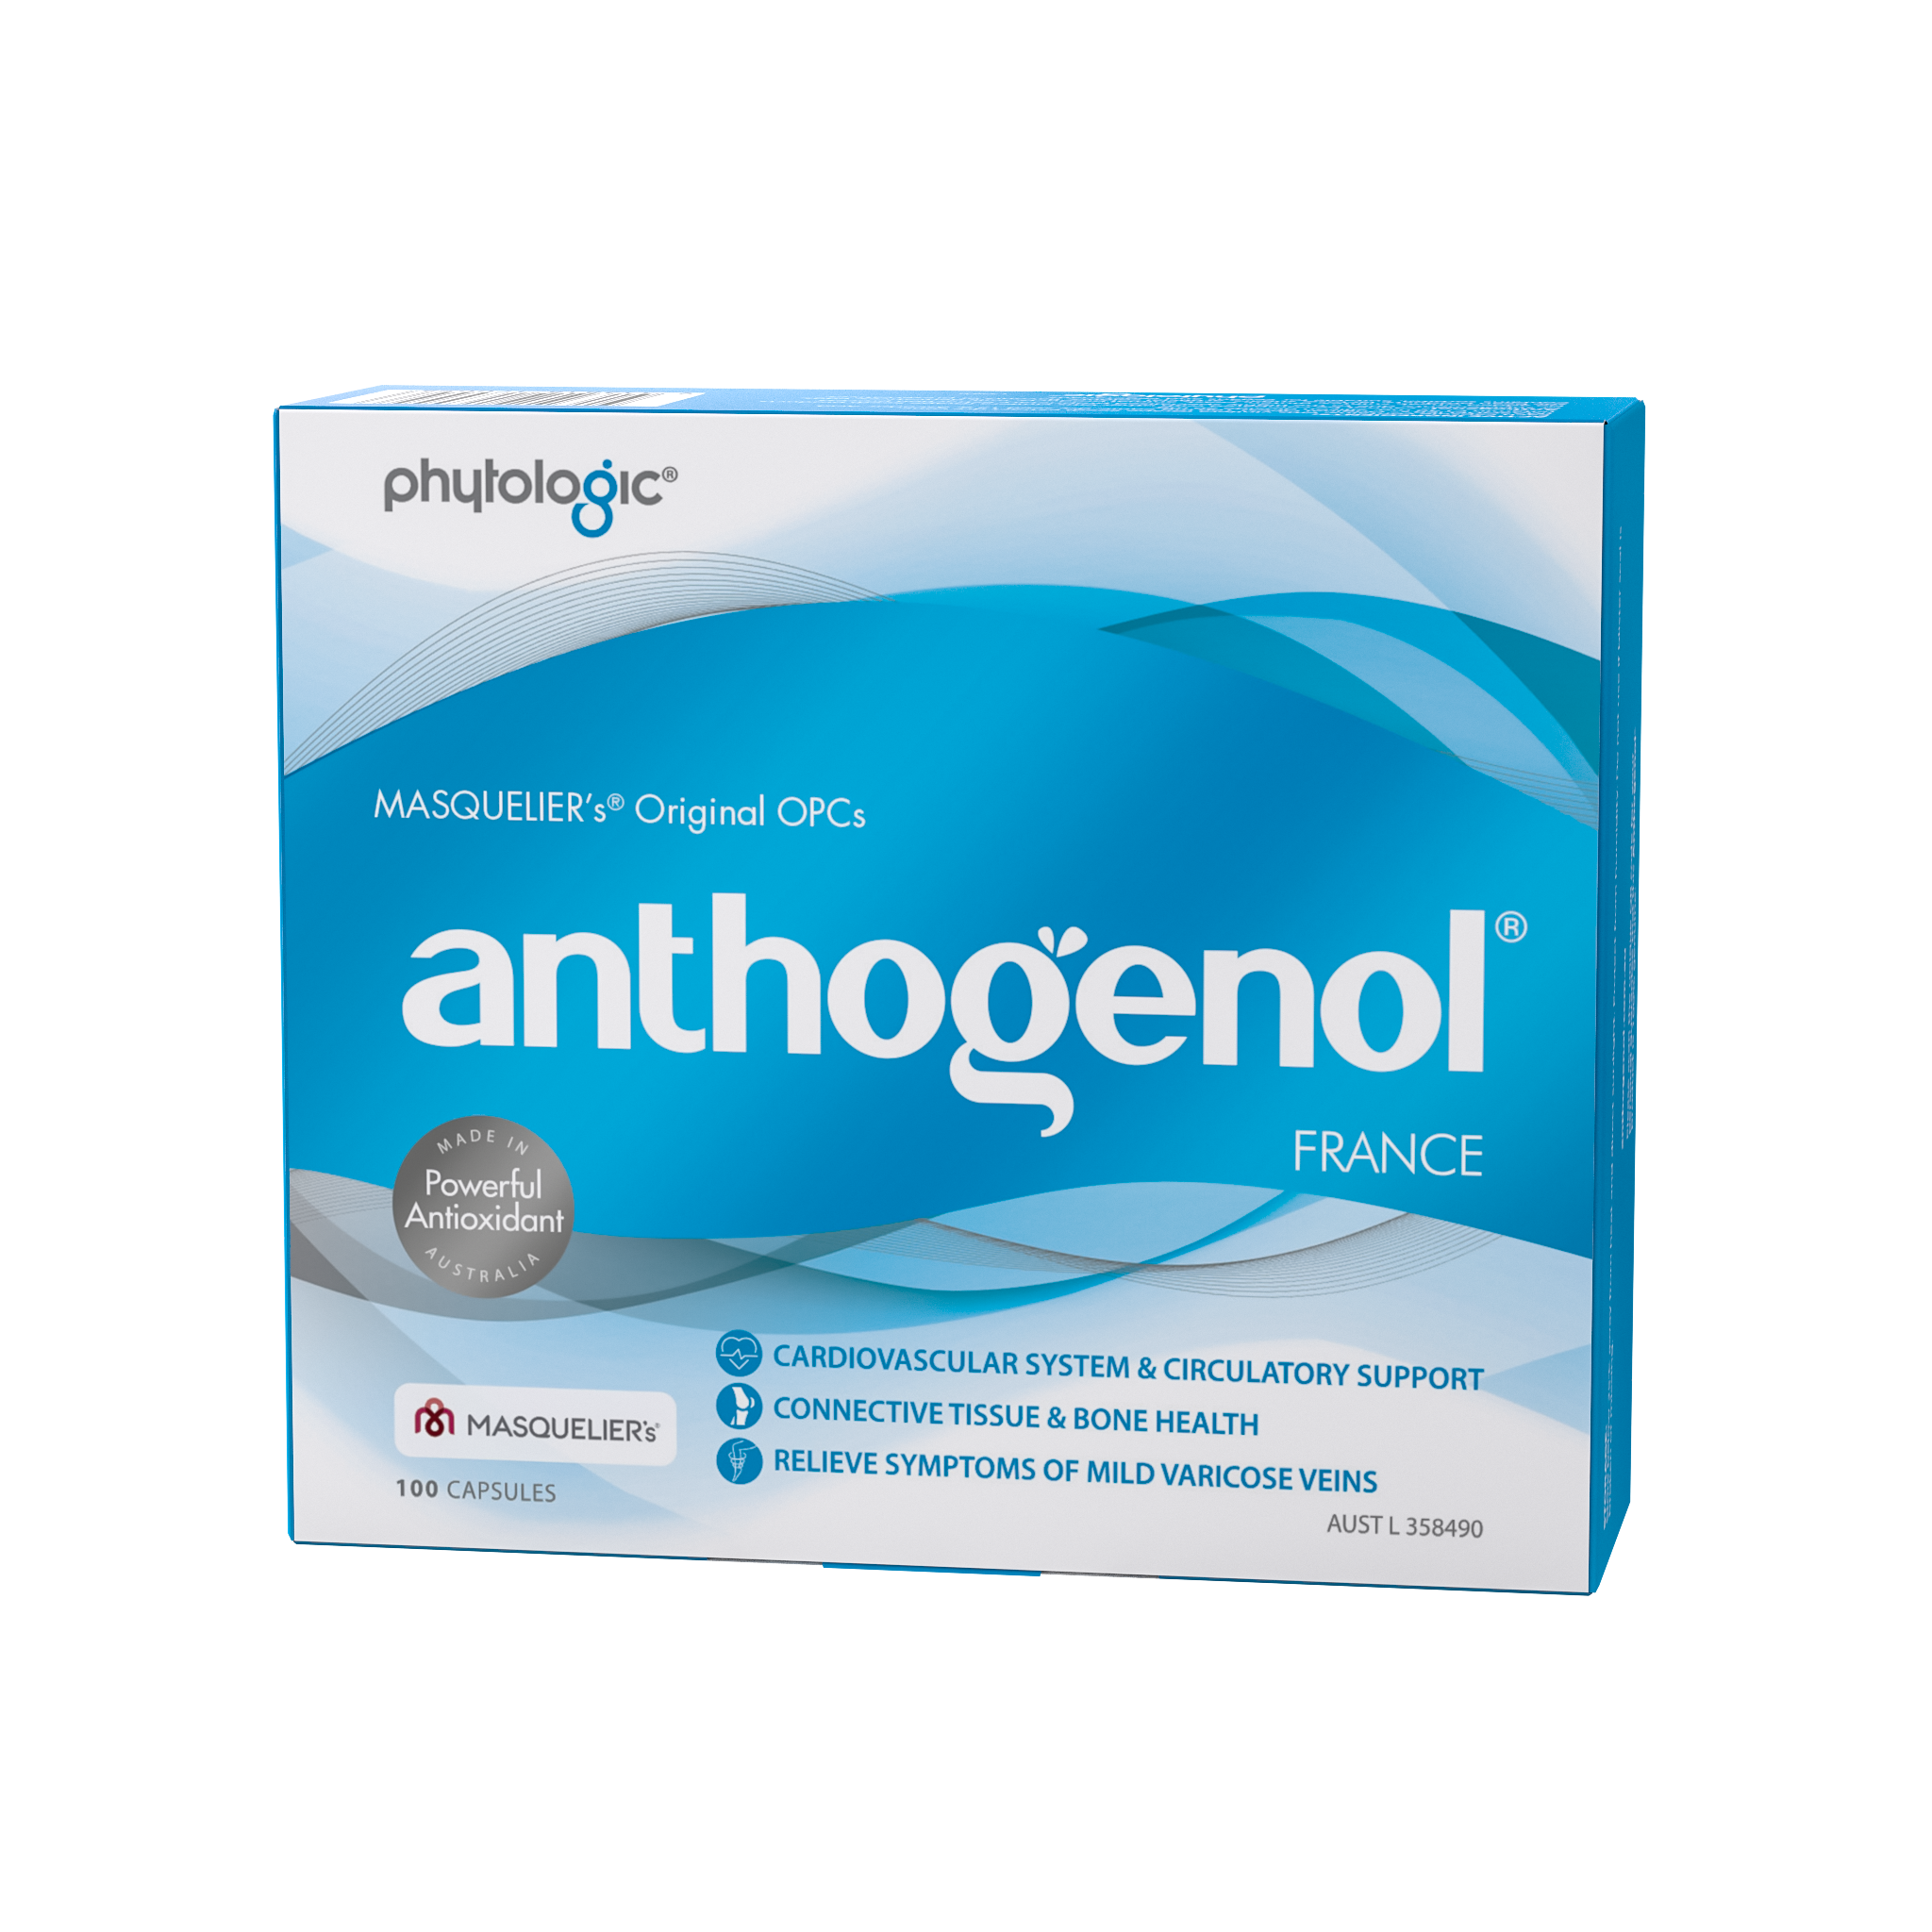 phytologic®
MASQUELIER's® Original OPCs
anthogenol®
FRANCE
MADE IN
Powerful
Antioxidant
AUSTRALIA
CARDIOVASCULAR SYSTEM & CIRCULATORY SUPPORT
CONNECTIVE TISSUE & BONE HEALTH
RELIEVE SYMPTOMS OF MILD VARICOSE VEINS
MASQUELIER's®
100 CAPSULES
AUST L 358490